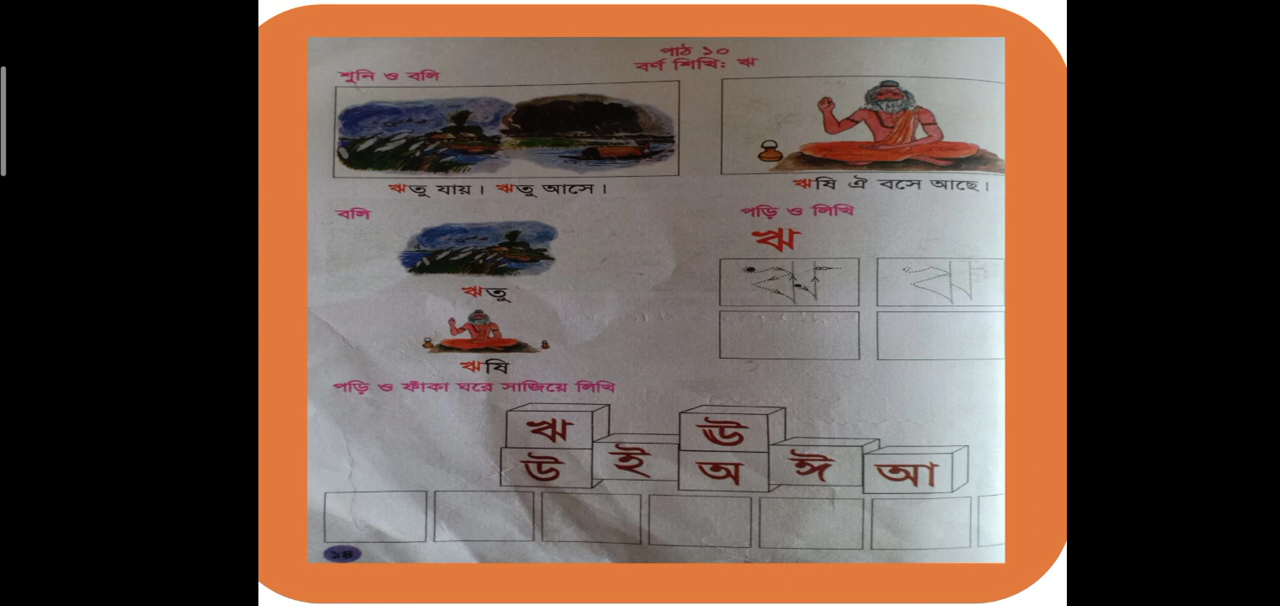 পাঠ ১০
বর্ণ শিখি: ঋ
শুনি ও বলি
ঋতু যায়। ঋতু আসে।
ঋষি ঐ বসে আছে।
বলি
ঋতু
ঋষি
পড়ি ও লিখি
ঋ
ঋ ঋ
পড়ি ও ফাঁকা ঘরে সাজিয়ে লিখি
ঋ ঊ
উ ই অ ঈ আ
১৪